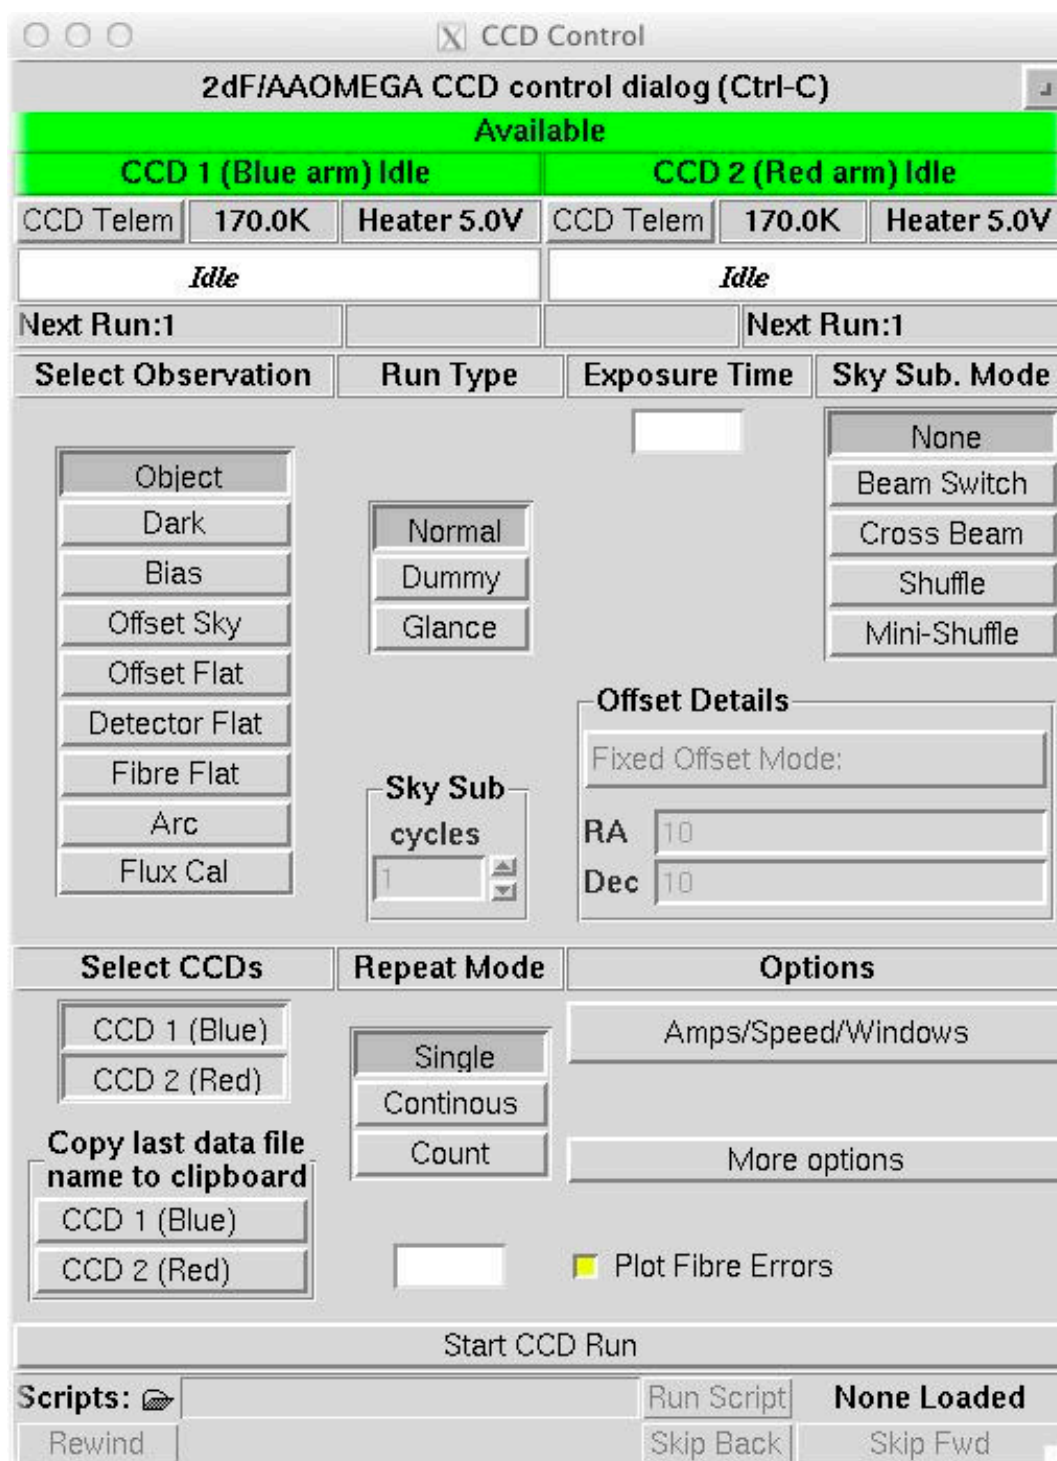 CCD Control
2dF/AAOMEGA CCD control dialog (Ctrl-C)
Available
CCD 1 (Blue arm) Idle CCD 2 (Red arm) Idle
CCD Telem 170.0K Heater 5.0V CCD Telem 170.0K Heater 5.0V
Idle Idle
Next Run:1 Next Run:1
Select Observation Run Type Exposure Time Sky Sub. Mode
Object
Dark
Bias
Offset Sky
Offset Flat
Detector Flat
Fibre Flat
Arc
Flux Cal
Normal
Dummy
Glance
Sky Sub
cycles
1
None
Beam Switch
Cross Beam
Shuffle
Mini-Shuffle
Offset Details
Fixed Offset Mode:
RA 10
Dec 10
Select CCDs Repeat Mode Options
CCD 1 (Blue)
CCD 2 (Red)
Copy last data file
name to clipboard
CCD 1 (Blue)
CCD 2 (Red)
Single
Continous
Count
Amps/Speed/Windows
More options
Plot Fibre Errors
Start CCD Run
Scripts: Run Script None Loaded
Rewind Skip Back Skip Fwd